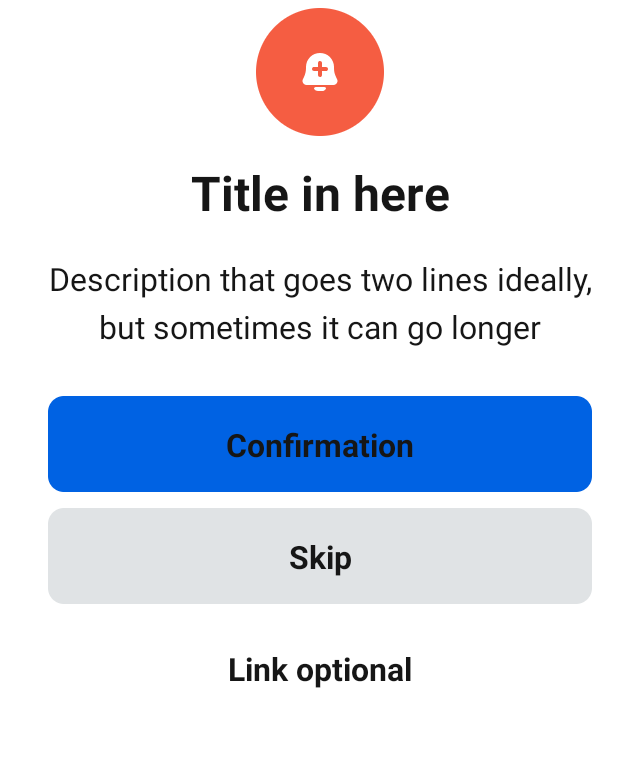 Title in here
Description that goes two lines ideally,
but sometimes it can go longer
Confirmation
Skip
Link optional